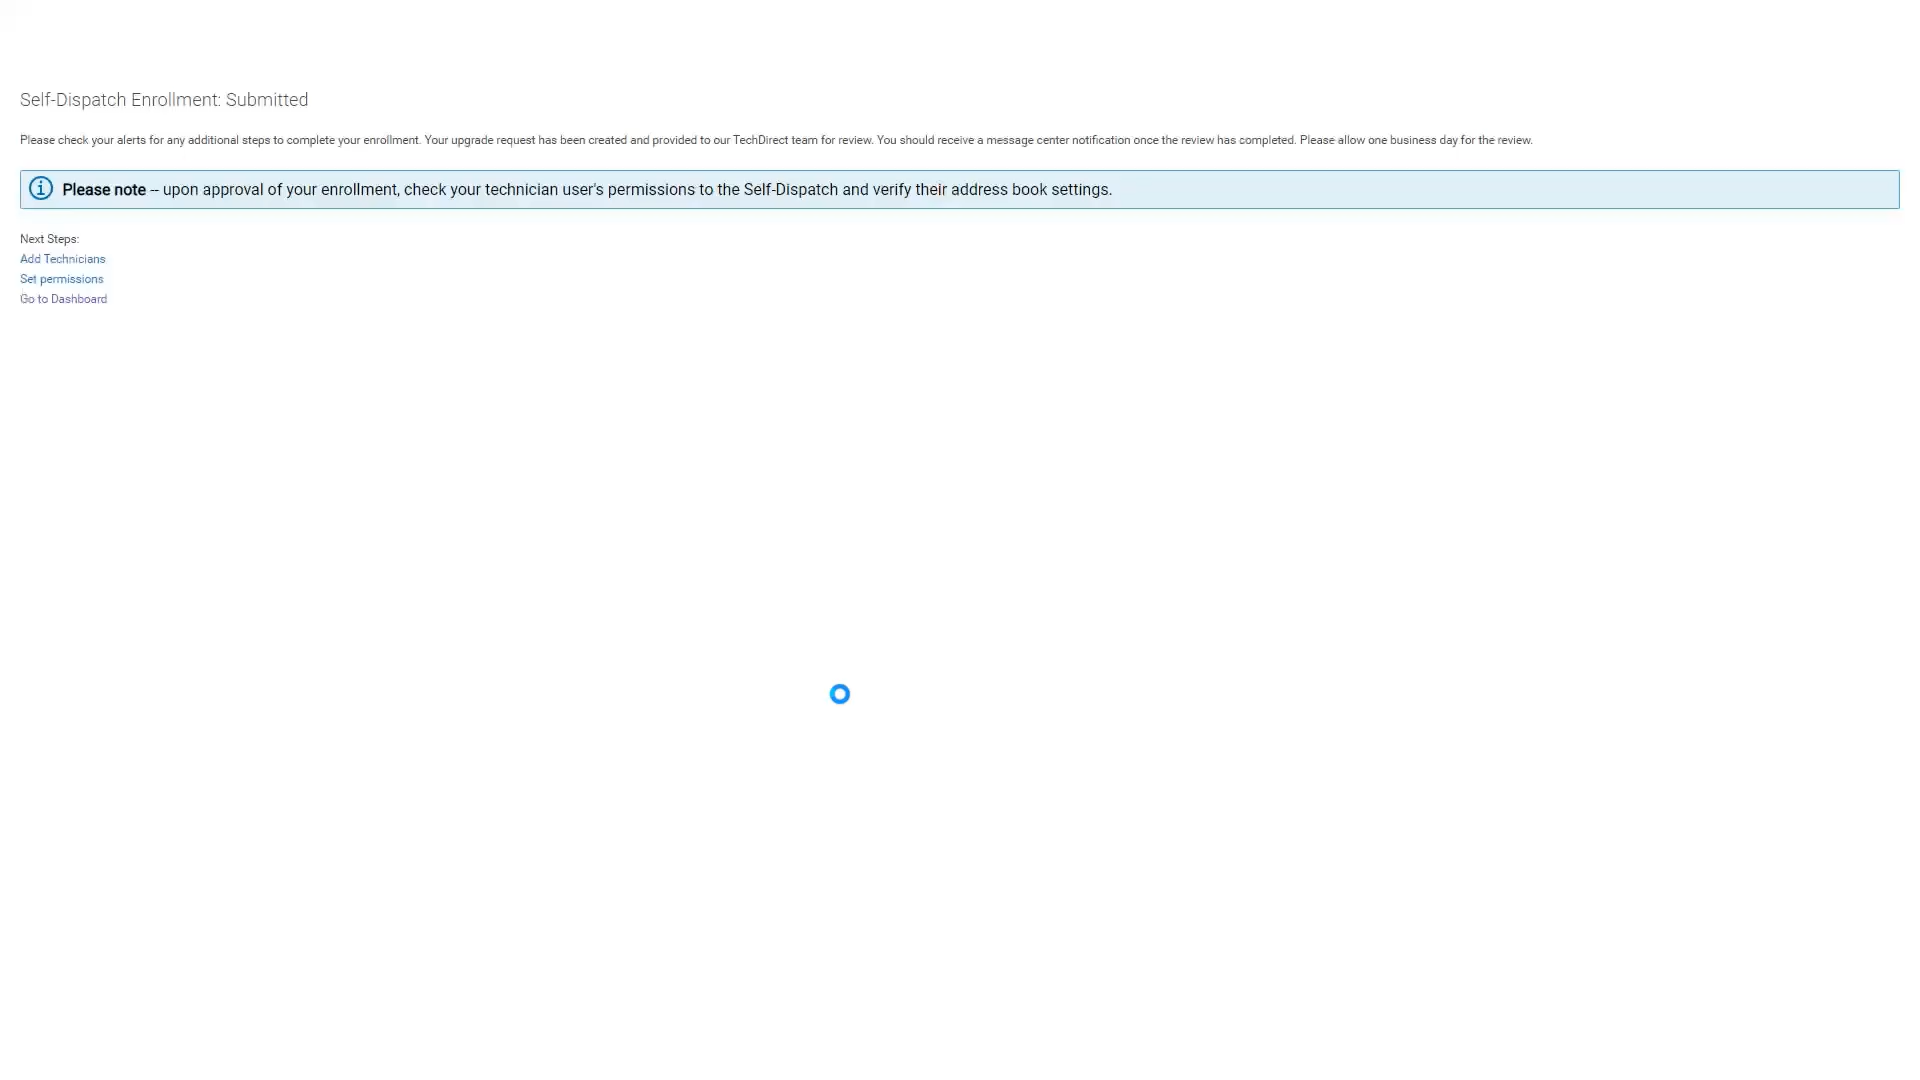 Self-Dispatch Enrollment: Submitted
Please check your alerts for any additional steps to complete your enrollment. Your upgrade request has been created and provided to our TechDirect team for review. You should receive a message center notification once the review has completed. Please allow one business day for the review.
Please note -- upon approval of your enrollment, check your technician user's permissions to the Self-Dispatch and verify their address book settings.
Next Steps:
Add Technicians
Set permissions
Go to Dashboard